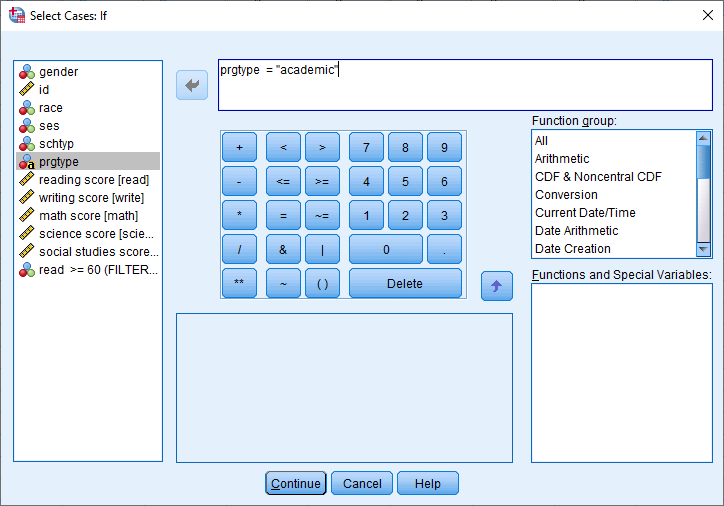 Select Cases: If
gender
id
race
ses
schtyp
prgtype
reading score [read]
writing score [write]
math score [math]
science score [scie...
social studies score...
read >= 60 (FILTER...
prgtype = "academic"
+ < > 7 8 9
- <= >= 4 5 6
* = ~= 1 2 3
/ & | 0 .
** ~ ( ) Delete
Function group:
All
Arithmetic
CDF & Noncentral CDF
Conversion
Current Date/Time
Date Arithmetic
Date Creation
Functions and Special Variables:
Continue Cancel Help